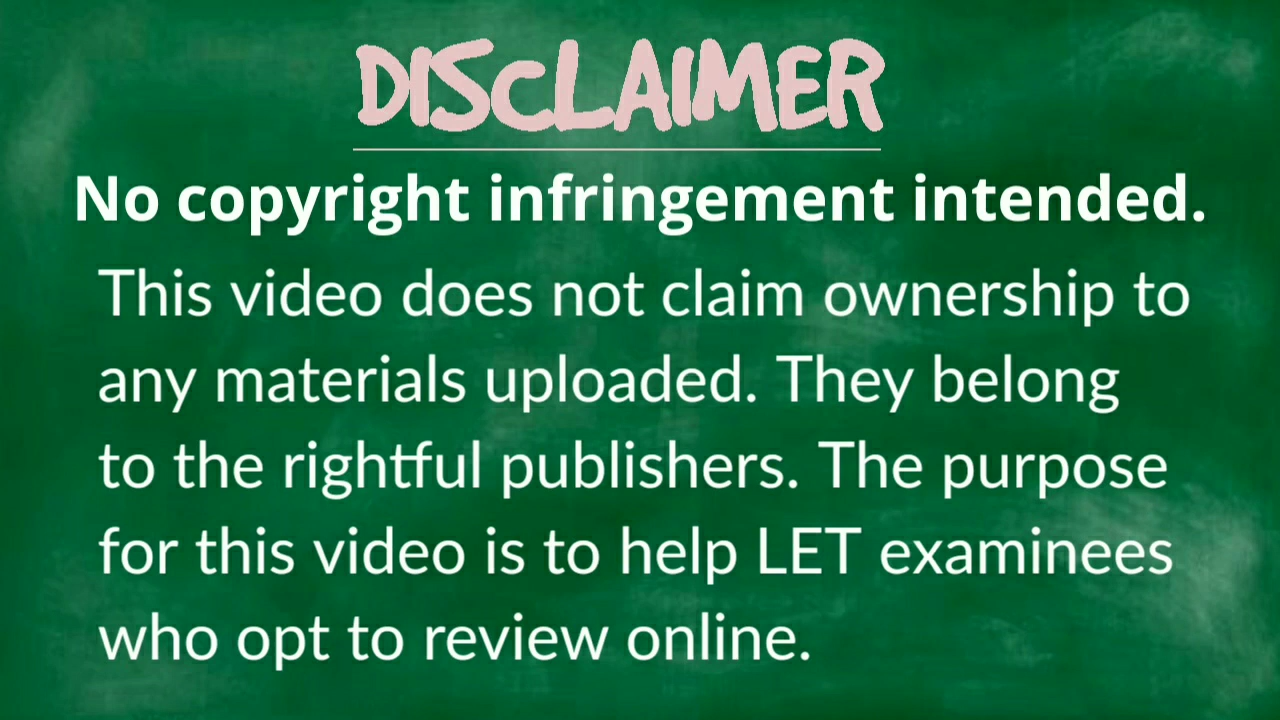 DISCLAIMER
No copyright infringement intended.
This video does not claim ownership to
any materials uploaded. They belong
to the rightful publishers. The purpose
for this video is to help LET examinees
who opt to review online.